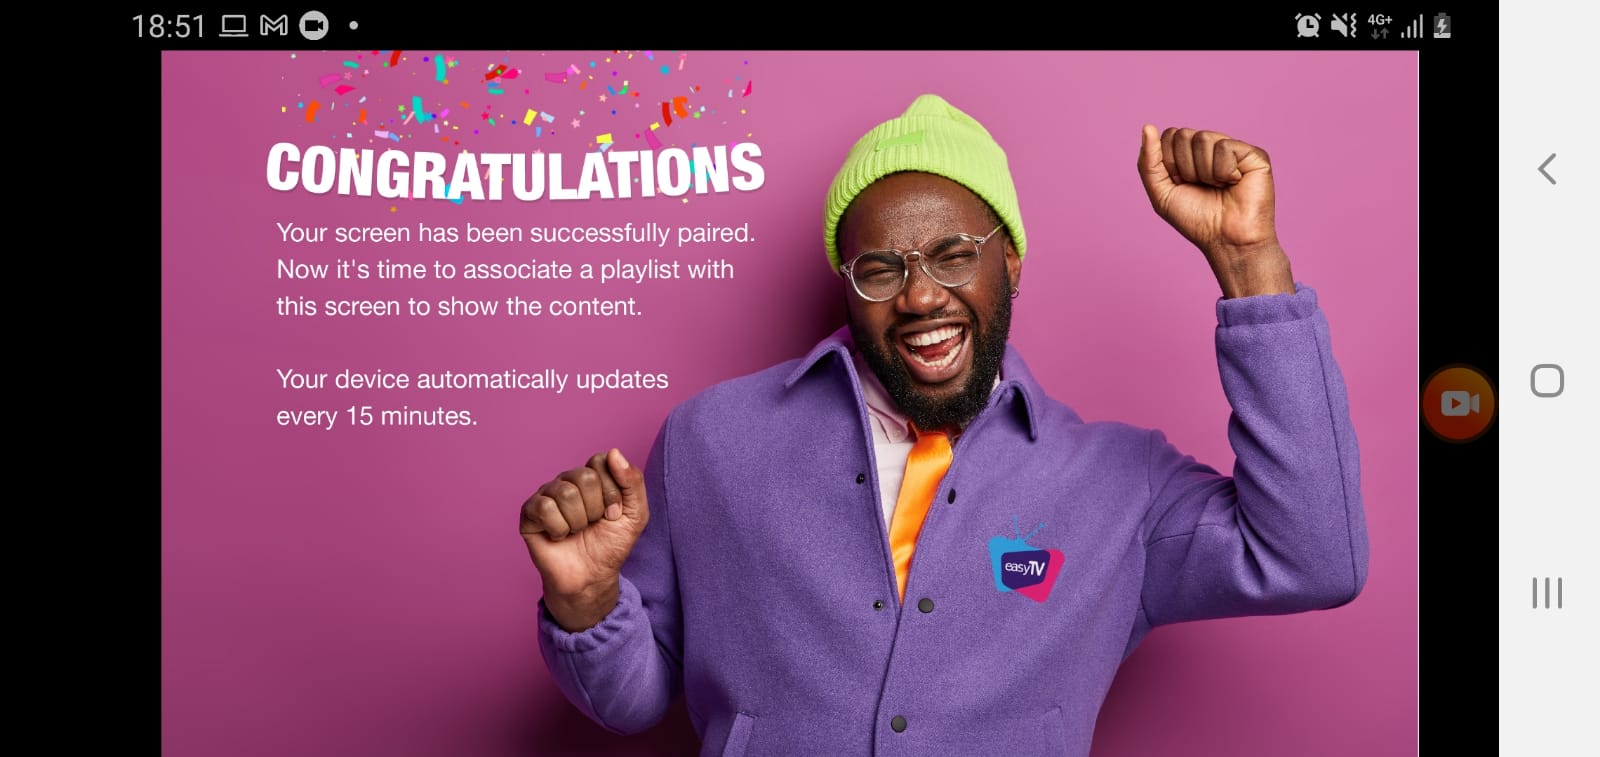 18:51
4G+
CONGRATULATIONS
Your screen has been successfully paired.
Now it's time to associate a playlist with
this screen to show the content.
Your device automatically updates
every 15 minutes.
easyTV